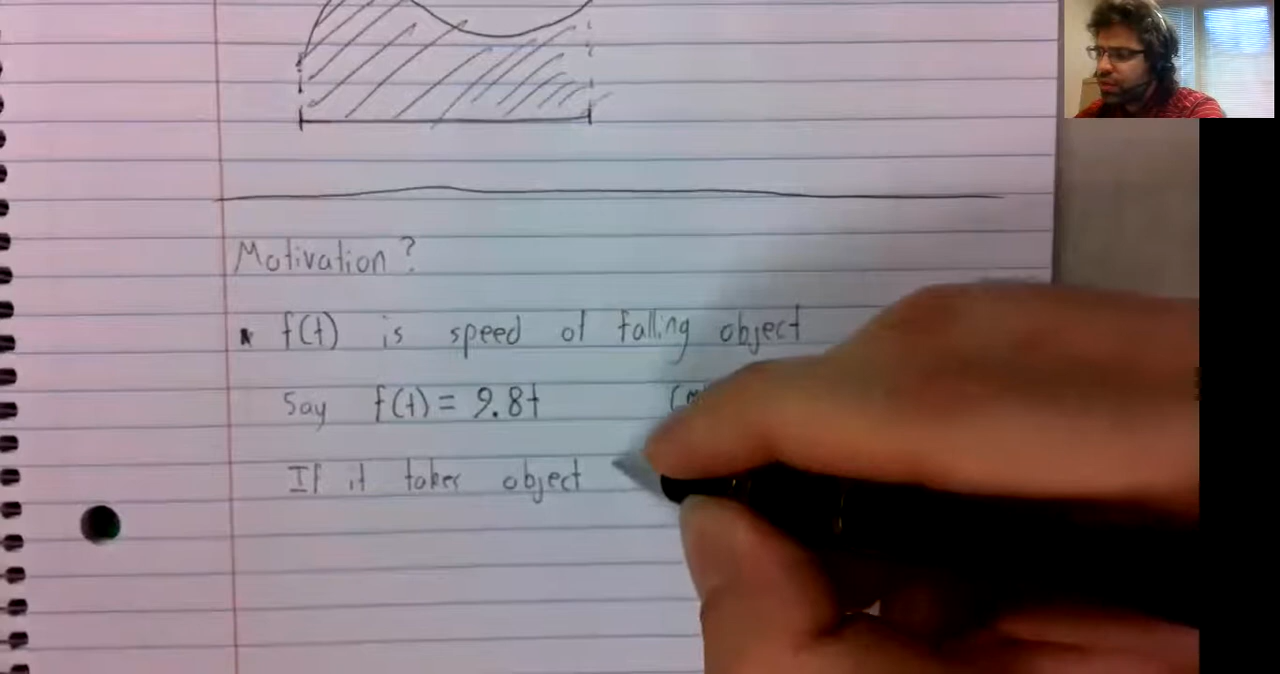 Motivation?
* f(t) is speed of falling object
Say f(t) = 9.8t
If it takes object